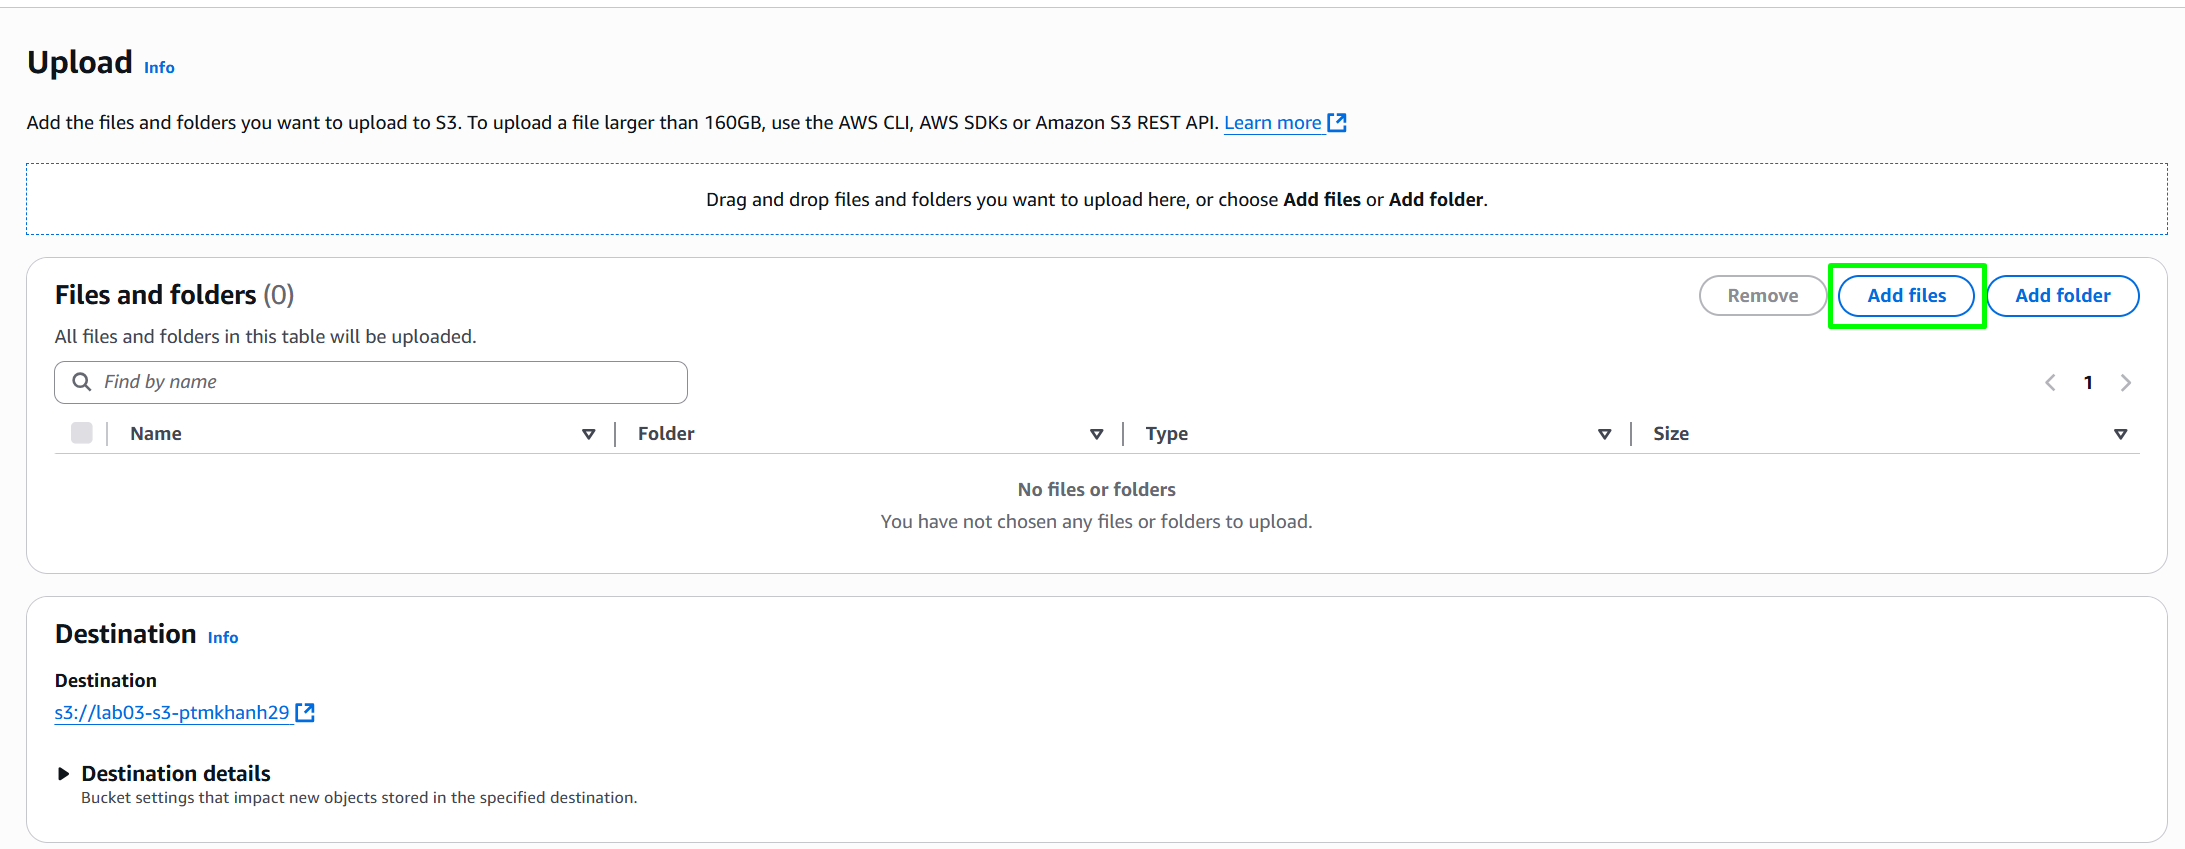 Upload Info
Add the files and folders you want to upload to S3. To upload a file larger than 160GB, use the AWS CLI, AWS SDKs or Amazon S3 REST API. Learn more
Drag and drop files and folders you want to upload here, or choose Add files or Add folder.
Files and folders (0)
Remove
Add files
Add folder
All files and folders in this table will be uploaded.
Find by name
1
Name Folder Type Size
No files or folders
You have not chosen any files or folders to upload.
Destination Info
Destination
s3://lab03-s3-ptmkhanh29
Destination details
Bucket settings that impact new objects stored in the specified destination.